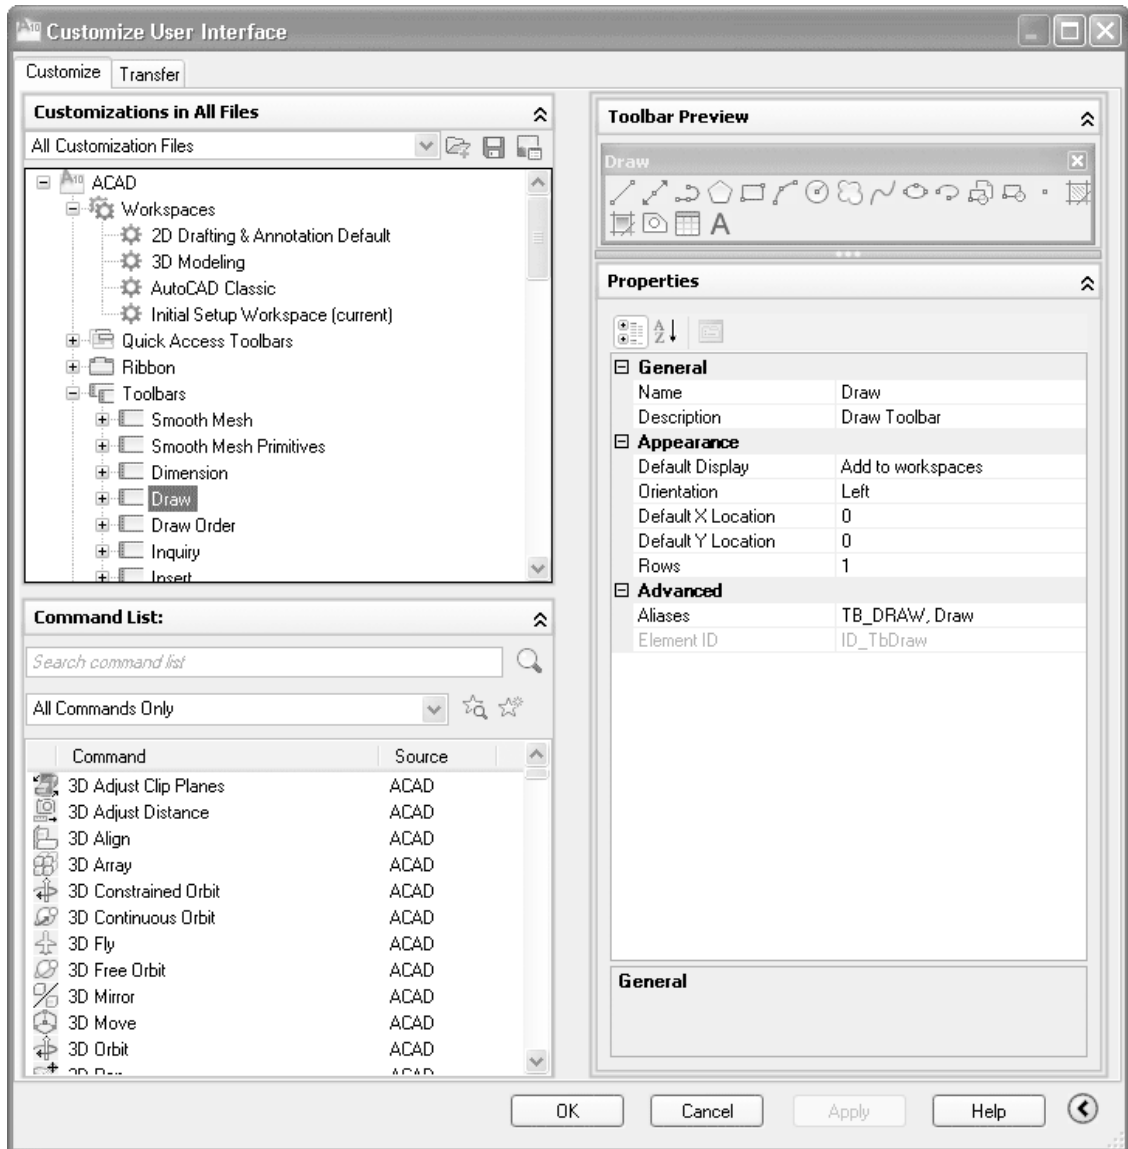 Customize User Interface
Customize Transfer
Customizations in All Files
All Customization Files
ACAD
Workspaces
2D Drafting & Annotation Default
3D Modeling
AutoCAD Classic
Initial Setup Workspace (current)
Quick Access Toolbars
Ribbon
Toolbars
Smooth Mesh
Smooth Mesh Primitives
Dimension
Draw
Draw Order
Inquiry
Insert
Command List:
Search command list
All Commands Only
Command Source
3D Adjust Clip Planes ACAD
3D Adjust Distance ACAD
3D Align ACAD
3D Array ACAD
3D Constrained Orbit ACAD
3D Continuous Orbit ACAD
3D Fly ACAD
3D Free Orbit ACAD
3D Mirror ACAD
3D Move ACAD
3D Orbit ACAD
Toolbar Preview
Draw
A
Properties
General
Name Draw
Description Draw Toolbar
Appearance
Default Display Add to workspaces
Orientation Left
Default X Location 0
Default Y Location 0
Rows 1
Advanced
Aliases TB_DRAW, Draw
Element ID ID_TbDraw
General
OK Cancel Apply Help